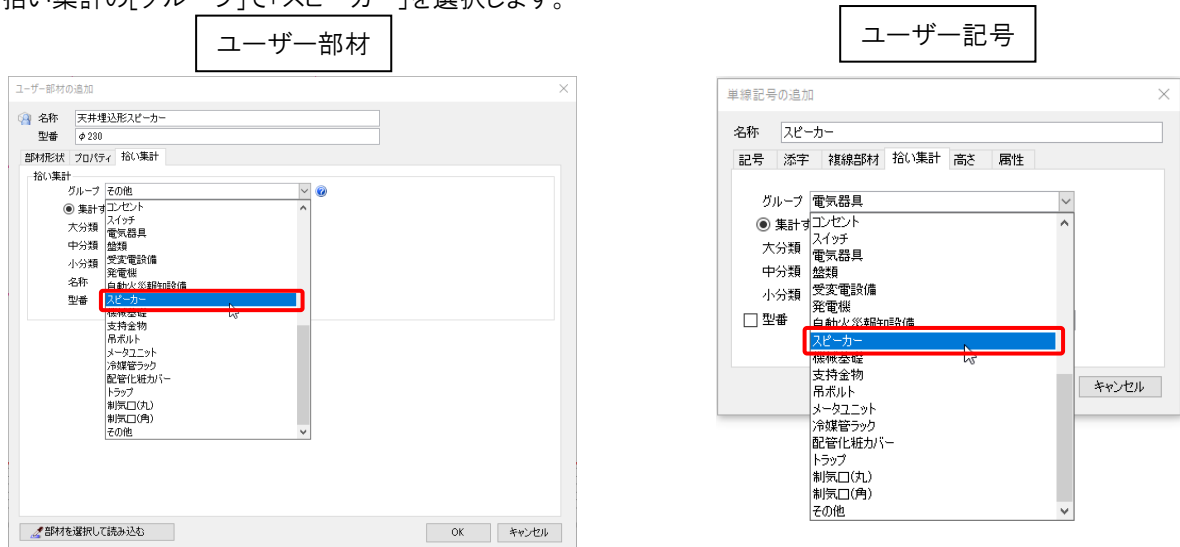 拾い集計の[グループ]で「スピーカー」を選択します。
ユーザー部材
ユーザー部材の追加
名称 天井埋込形スピーカー
型番 φ230
部材形状 プロパティ 拾い集計
拾い集計
グループ その他
集計す
大分類
中分類
小分類
名称
型番
コンセント
スイッチ
電気器具
盤類
受変電設備
発電機
自動火災報知設備
スピーカー
機械基礎
支持金物
吊ボルト
メータユニット
冷媒管ラック
配管化粧カバー
トラップ
制気口(丸)
制気口(角)
その他
部材を選択して読み込む
OK
キャンセル
ユーザー記号
単線記号の追加
名称 スピーカー
記号 添字 複線部材 拾い集計 高さ 属性
グループ 電気器具
集計す
大分類
中分類
小分類
型番
コンセント
スイッチ
電気器具
盤類
受変電設備
発電機
自動火災報知設備
スピーカー
機械基礎
支持金物
吊ボルト
メータユニット
冷媒管ラック
配管化粧カバー
トラップ
制気口(丸)
制気口(角)
その他
キャンセル